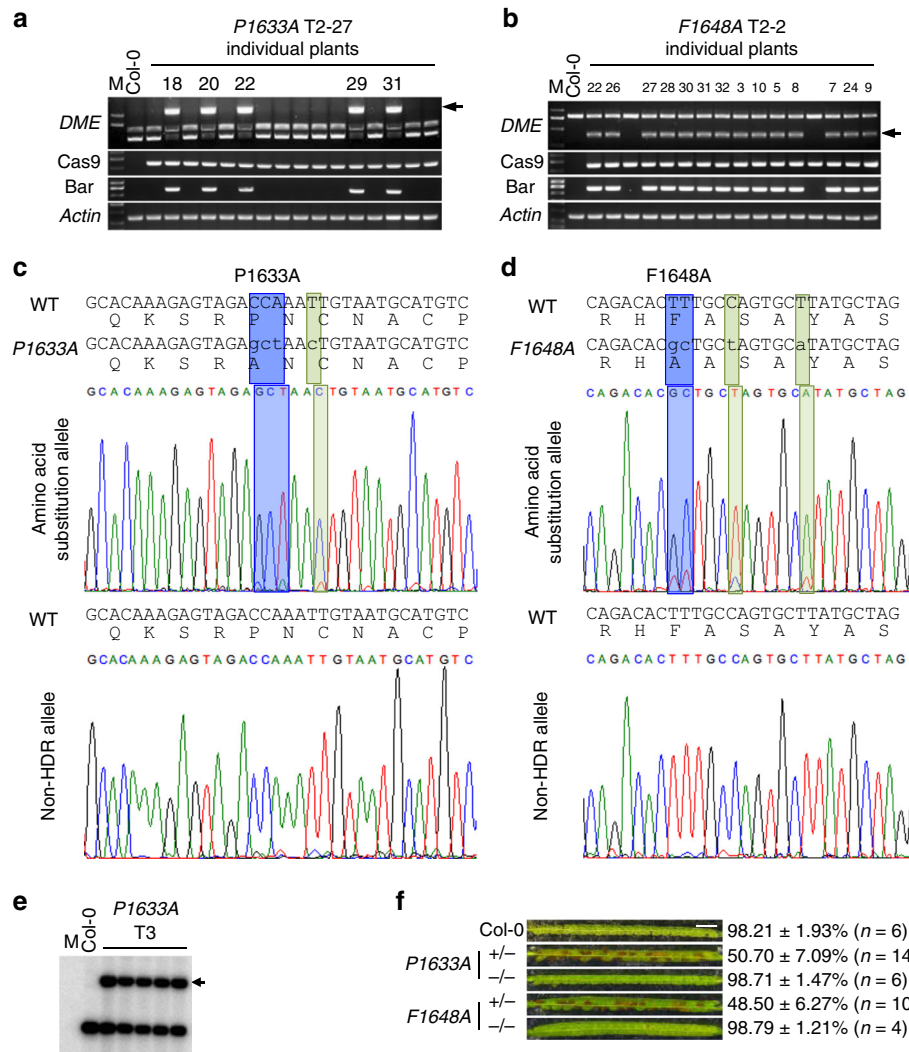 a
P1633A T2-27
individual plants
M Col-0 18 20 22 29 31
DME
Cas9
Bar
Actin
b
F1648A T2-2
individual plants
M Col-0 22 26 27 28 30 31 32 3 10 5 8 7 24 9
DME
Cas9
Bar
Actin
c
P1633A
WT GCACAAAGAGTAGACCAAATTGTAATGCATGTC
Q K S R P N C N A C P
P1633A GCACAAAGAGTAGAgctAAcTGTAATGCATGTC
Q K S R A N C N A C P
GCACAAAGAGTAGAGCTAACTGTAATGCATGTC
Amino acid
substitution allele
WT GCACAAAGAGTAGACCAAATTGTAATGCATGTC
Q K S R P N C N A C P
GCACAAAGAGTAGACCAAATTGTAATGCATGTC
Non-HDR allele
d
F1648A
WT CAGACACTTTGCCAGTGCTTATGCTAG
R H F A S A Y A S
F1648A CAGACACgcTGCtAGTGCaTATGCTAG
R H A A S A Y A S
CAGACACGCTGCTAGTGCATATGCTAG
Amino acid
substitution allele
WT CAGACACTTTGCCAGTGCTTATGCTAG
R H F A S A Y A S
CAGACACTTTGCCAGTGCTTATGCTAG
Non-HDR allele
e
P1633A
M Col-0 T3
f
Col-0 98.21 ± 1.93% (n = 6)
P1633A +/− 50.70 ± 7.09% (n = 14
−/− 98.71 ± 1.47% (n = 6)
F1648A +/− 48.50 ± 6.27% (n = 10
−/− 98.79 ± 1.21% (n = 4)